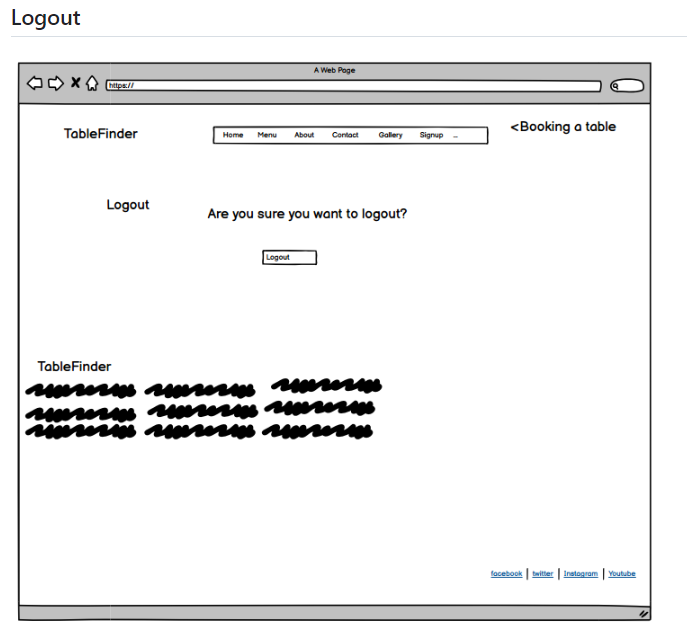 Logout
A Web Page
https://
TableFinder
Home Menu About Contact Gallery Signup ...
<Booking a table
Logout
Are you sure you want to logout?
Logout
TableFinder
facebook | twitter | Instagram | Youtube